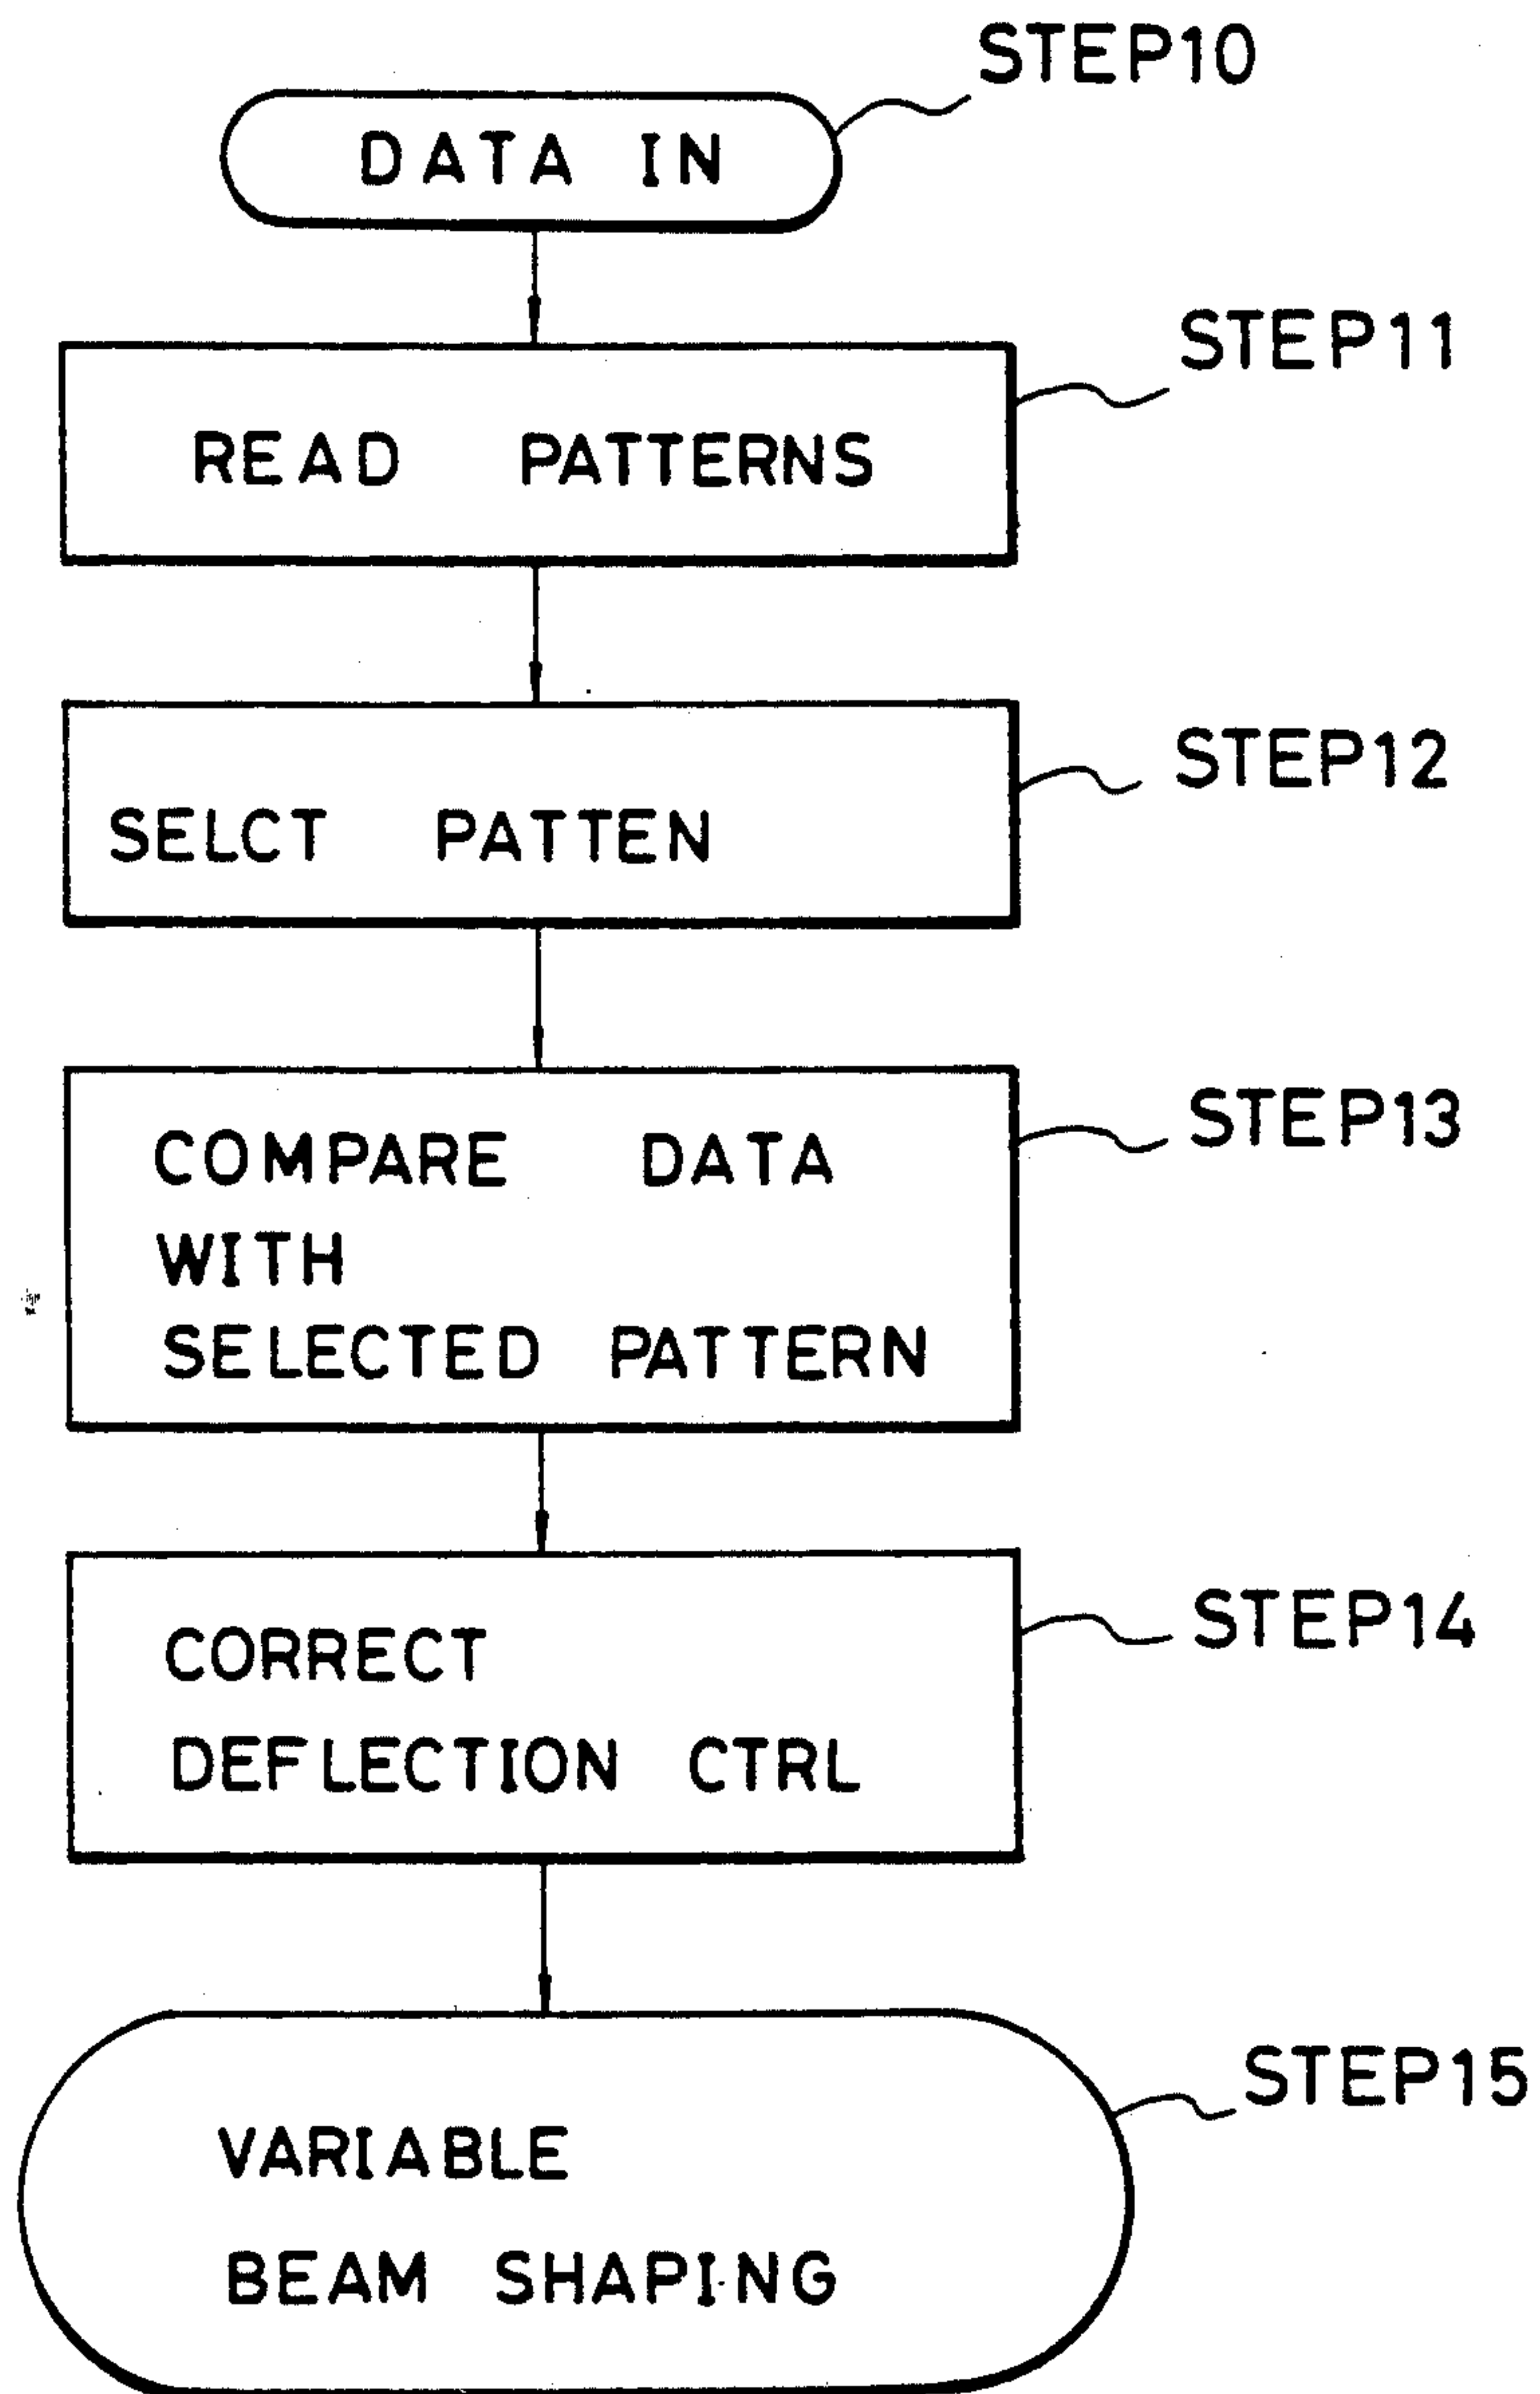 STEP10
DATA IN
STEP11
READ PATTERNS
STEP12
SELCT PATTEN
STEP13
COMPARE DATA
WITH
SELECTED PATTERN
STEP14
CORRECT
DEFLECTION CTRL
STEP15
VARIABLE
BEAM SHAPING